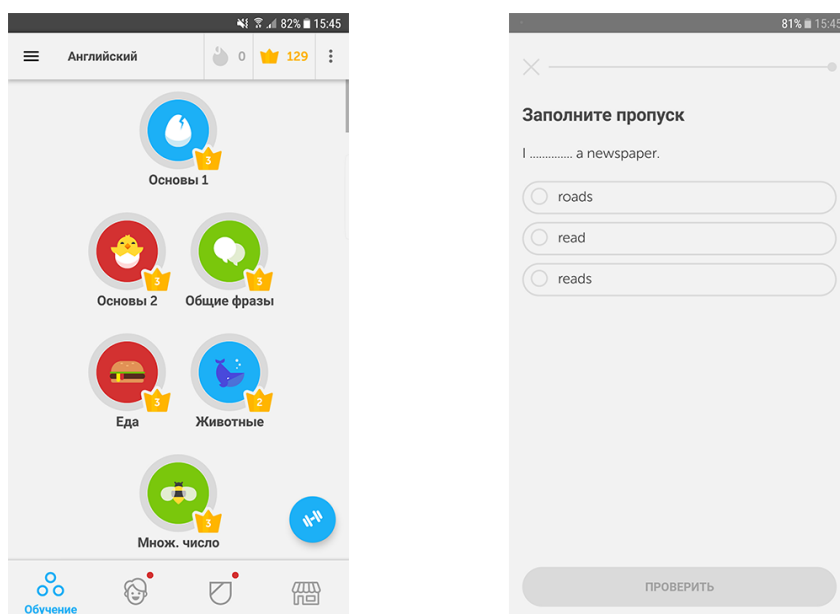 82% 15:45
Английский
0
129
3
Основы 1
3
3
Основы 2
Общие фразы
3
2
Еда
Животные
3
Множ. число
Обучение
81% 15:45
Заполните пропуск
I .............. a newspaper.
roads
read
reads
ПРОВЕРИТЬ